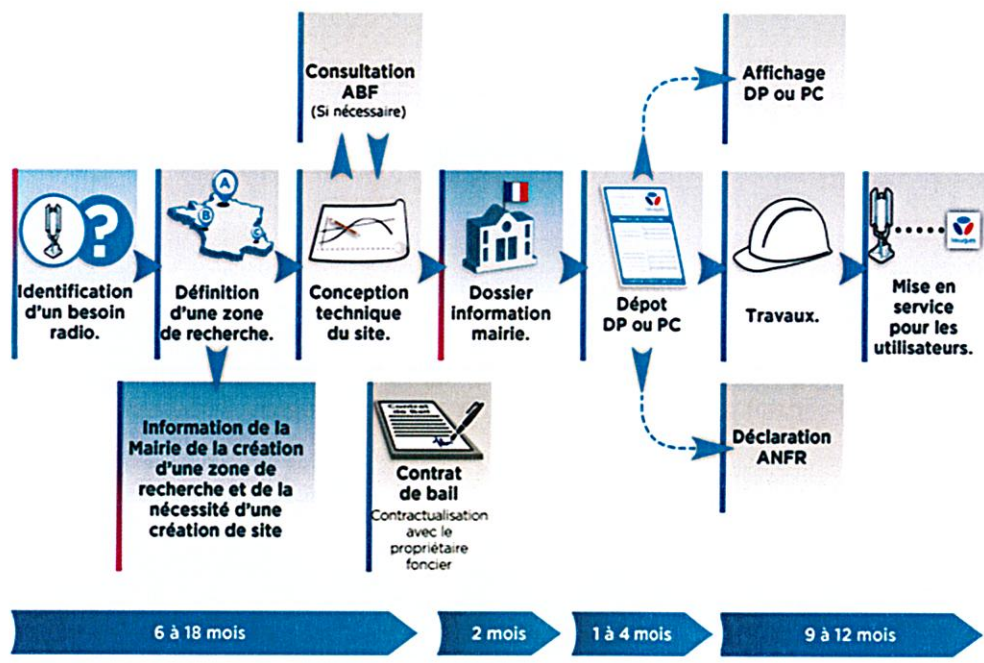 Consultation
ABF
(Si nécessaire)
Affichage
DP ou PC
A
B
C
Identification
d'un besoin
radio.
Définition
d'une zone
de recherche.
Conception
technique
du site.
Dossier
information
mairie.
Dépot
DP ou PC
Travaux.
Mise en
service
pour les
utilisateurs.
Information de la
Mairie de la création
d'une zone de
recherche et de la
nécessité d'une
création de site
Contrat
de bail
Contrat
de bail
Contractualisation
avec le
propriétaire
foncier
Déclaration
ANFR
6 à 18 mois
2 mois
1 à 4 mois
9 à 12 mois